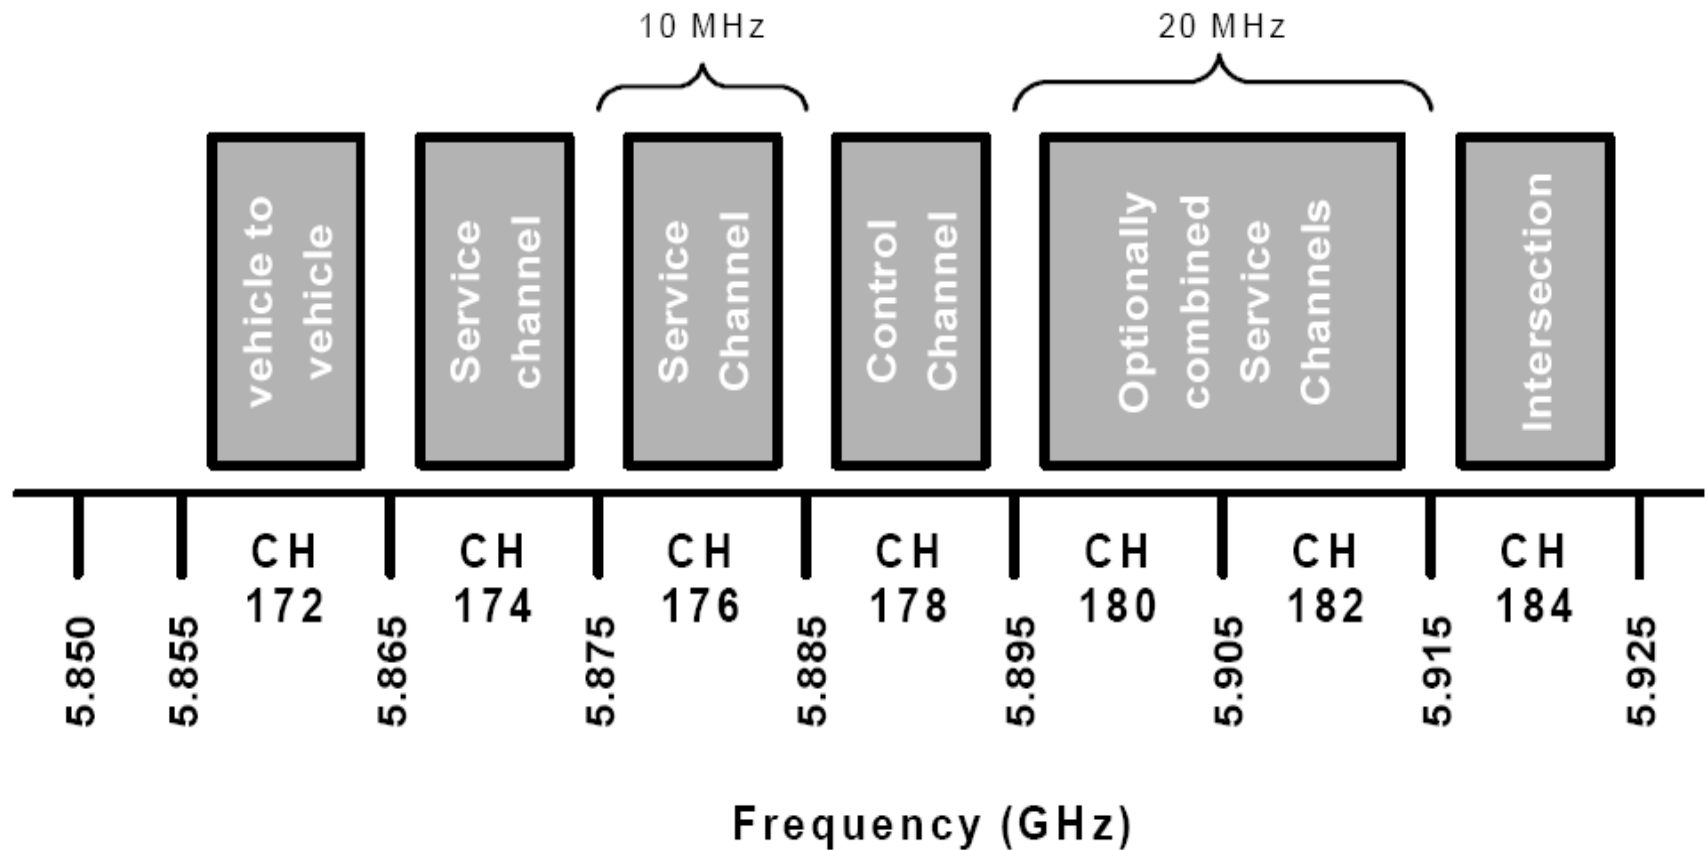 10 MHz
20 MHz
vehicle to
vehicle
Service
channel
Service
Channel
Control
Channel
Optionally
combined
Service
Channels
Intersection
CH
172
CH
174
CH
176
CH
178
CH
180
CH
182
CH
184
5.850
5.855
5.865
5.875
5.885
5.895
5.905
5.915
5.925
Frequency (GHz)